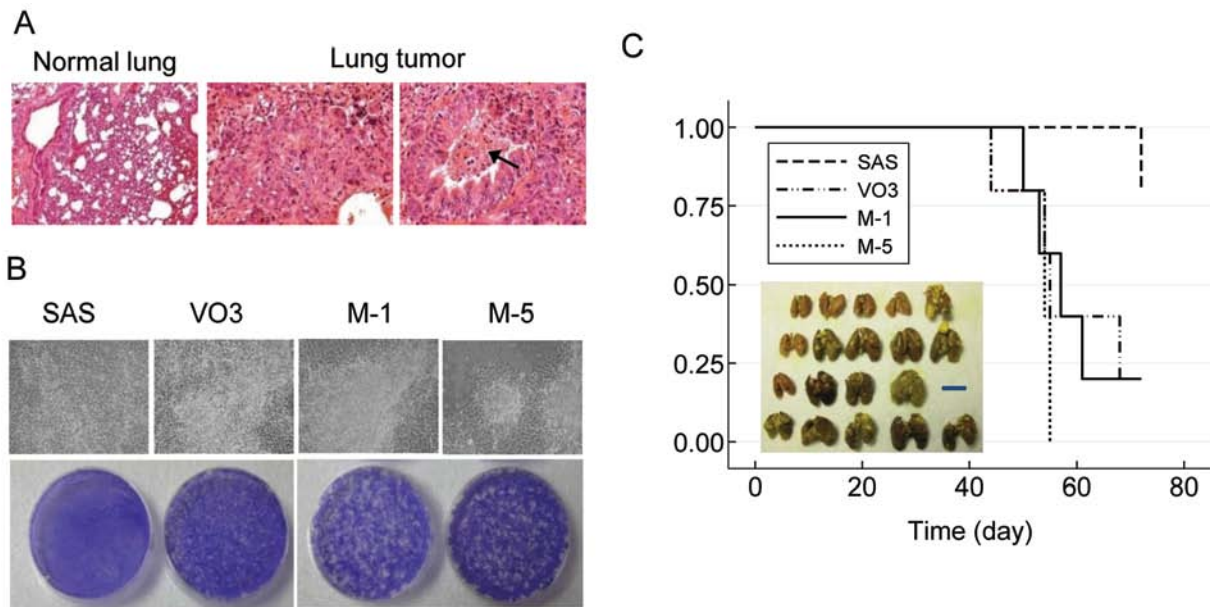 A
Normal lung
Lung tumor
B
SAS
VO3
M-1
M-5
C
1.00
0.75
0.50
0.25
0.00
SAS
VO3
M-1
M-5
0
20
40
60
80
Time (day)